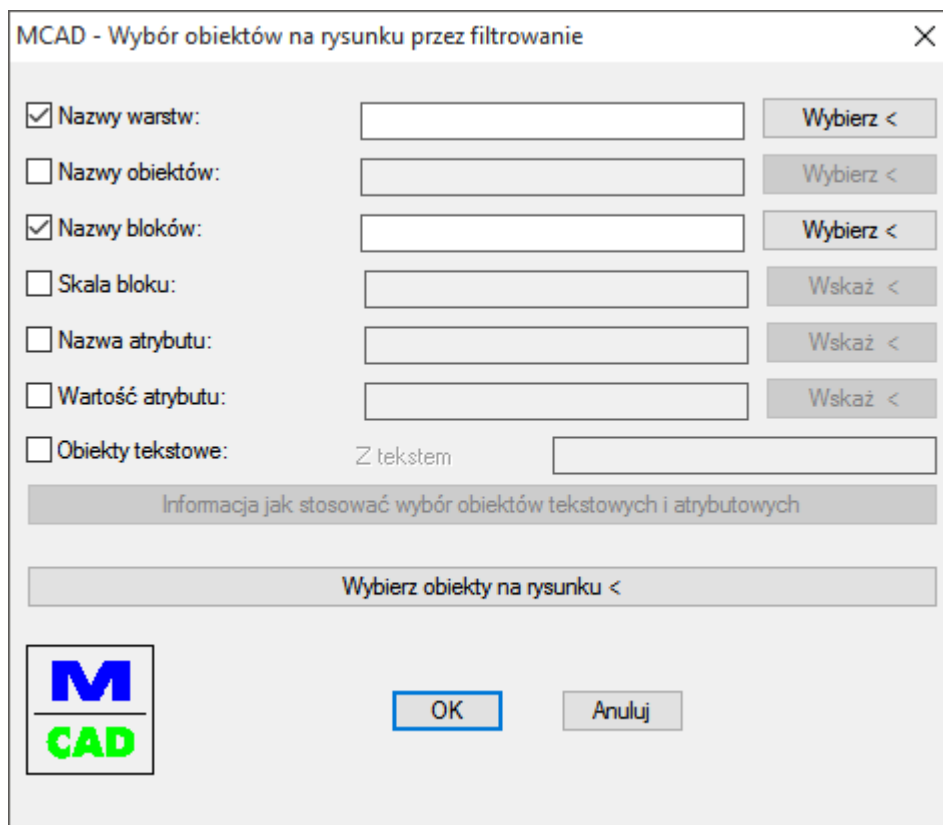 MCAD - Wybór obiektów na rysunku przez filtrowanie
Nazwy warstw: Wybierz <
Nazwy obiektów: Wybierz <
Nazwy bloków: Wybierz <
Skala bloku: Wskaż <
Nazwa atrybutu: Wskaż <
Wartość atrybutu: Wskaż <
Obiekty tekstowe: Z tekstem
Informacja jak stosować wybór obiektów tekstowych i atrybutowych
Wybierz obiekty na rysunku <
M
CAD
OK Anuluj